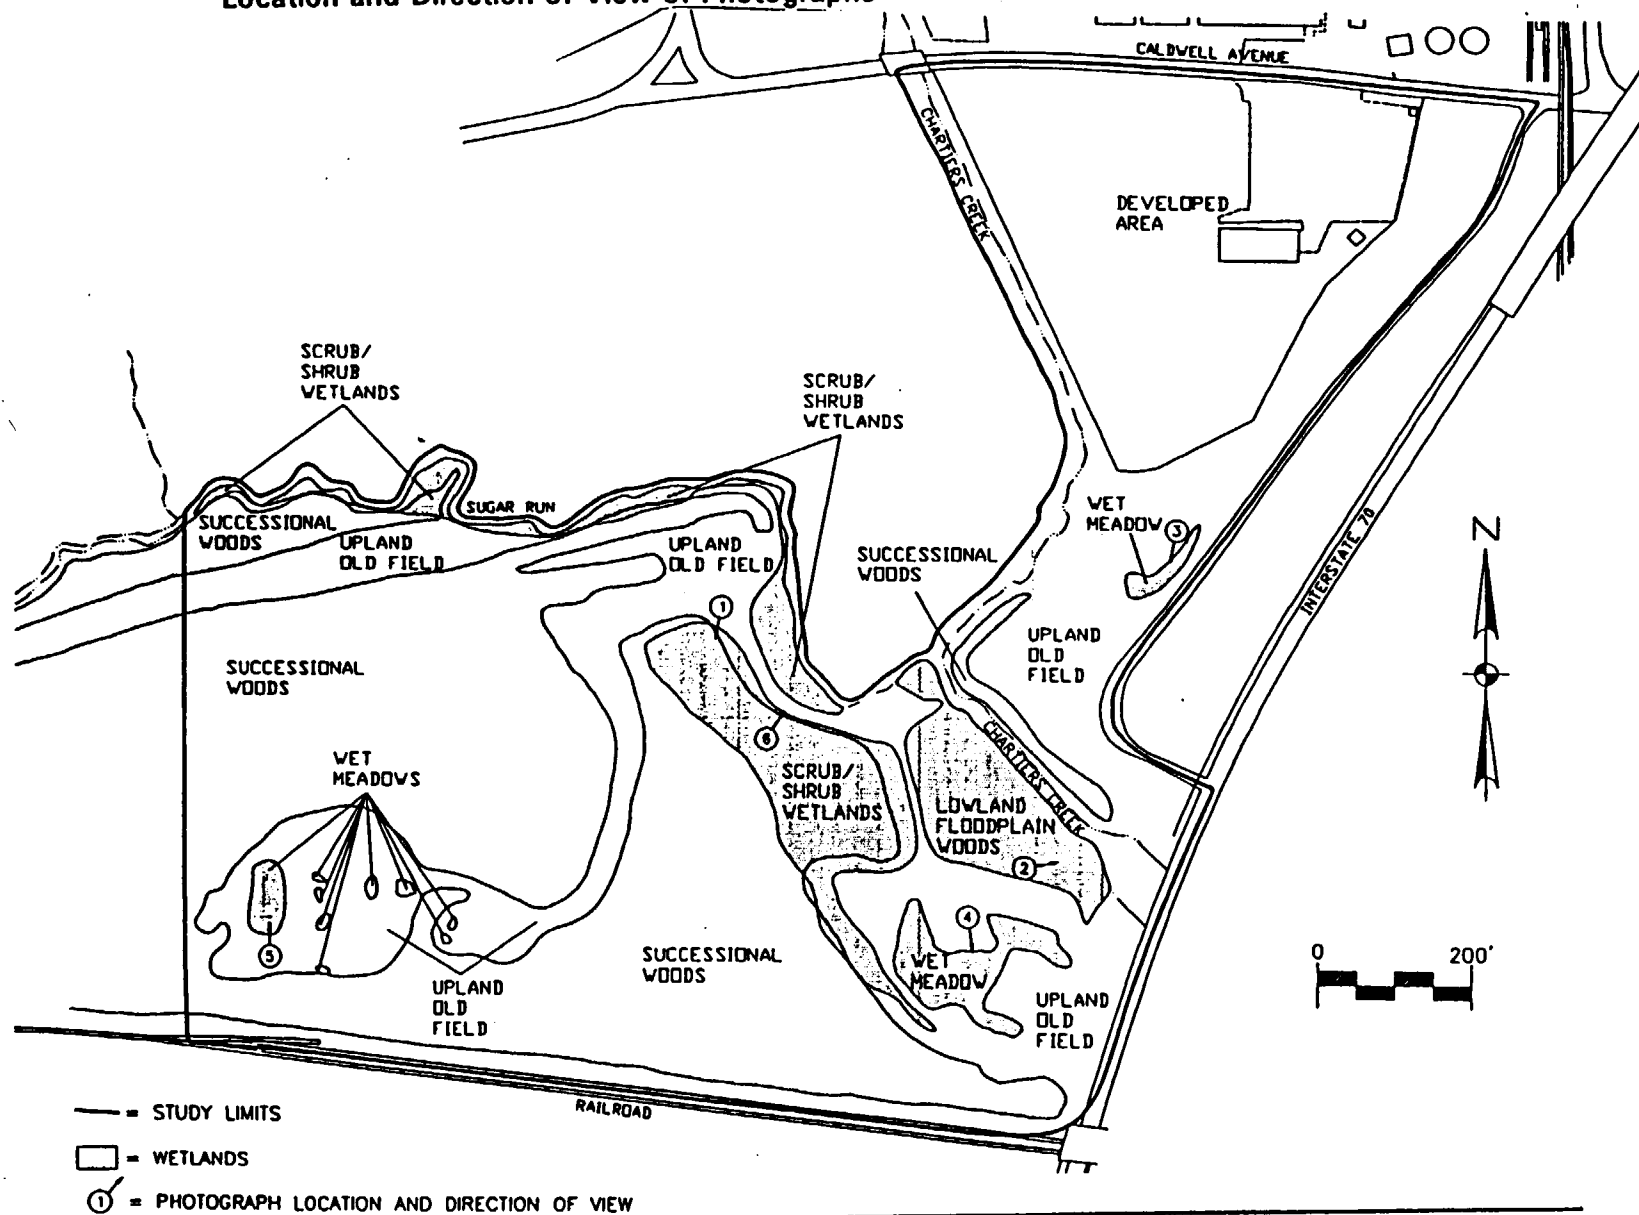 Location and Direction of View of Photographs
CALDWELL AVENUE
CHARTIERS CREEK
DEVELOPED
AREA
SCRUB/
SHRUB
WETLANDS
SCRUB/
SHRUB
WETLANDS
SUGAR RUN
SUCCESSIONAL
WOODS
UPLAND
OLD FIELD
UPLAND
OLD FIELD
SUCCESSIONAL
WOODS
WET
MEADOW
3
INTERSTATE 70
N
1
UPLAND
OLD
FIELD
SUCCESSIONAL
WOODS
6
CHARTIERS CREEK
WET
MEADOWS
SCRUB/
SHRUB
WETLANDS
LOWLAND
FLOODPLAIN
WOODS
2
4
5
SUCCESSIONAL
WOODS
WET
MEADOW
0 200'
UPLAND
OLD
FIELD
UPLAND
OLD
FIELD
RAILROAD
= STUDY LIMITS
= WETLANDS
1 = PHOTOGRAPH LOCATION AND DIRECTION OF VIEW